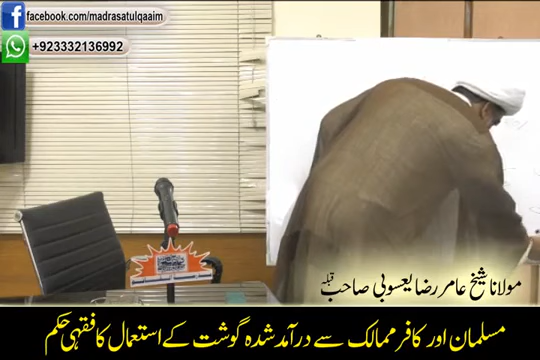 facebook.com/madrasatulqaaim
+923332136992
مولانا شیخ عامر رضا یعسوبی صاحب قبلہ
مسلمان اور کافر ممالک سے درآمد شدہ گوشت کے استعمال کا فقہی حکم